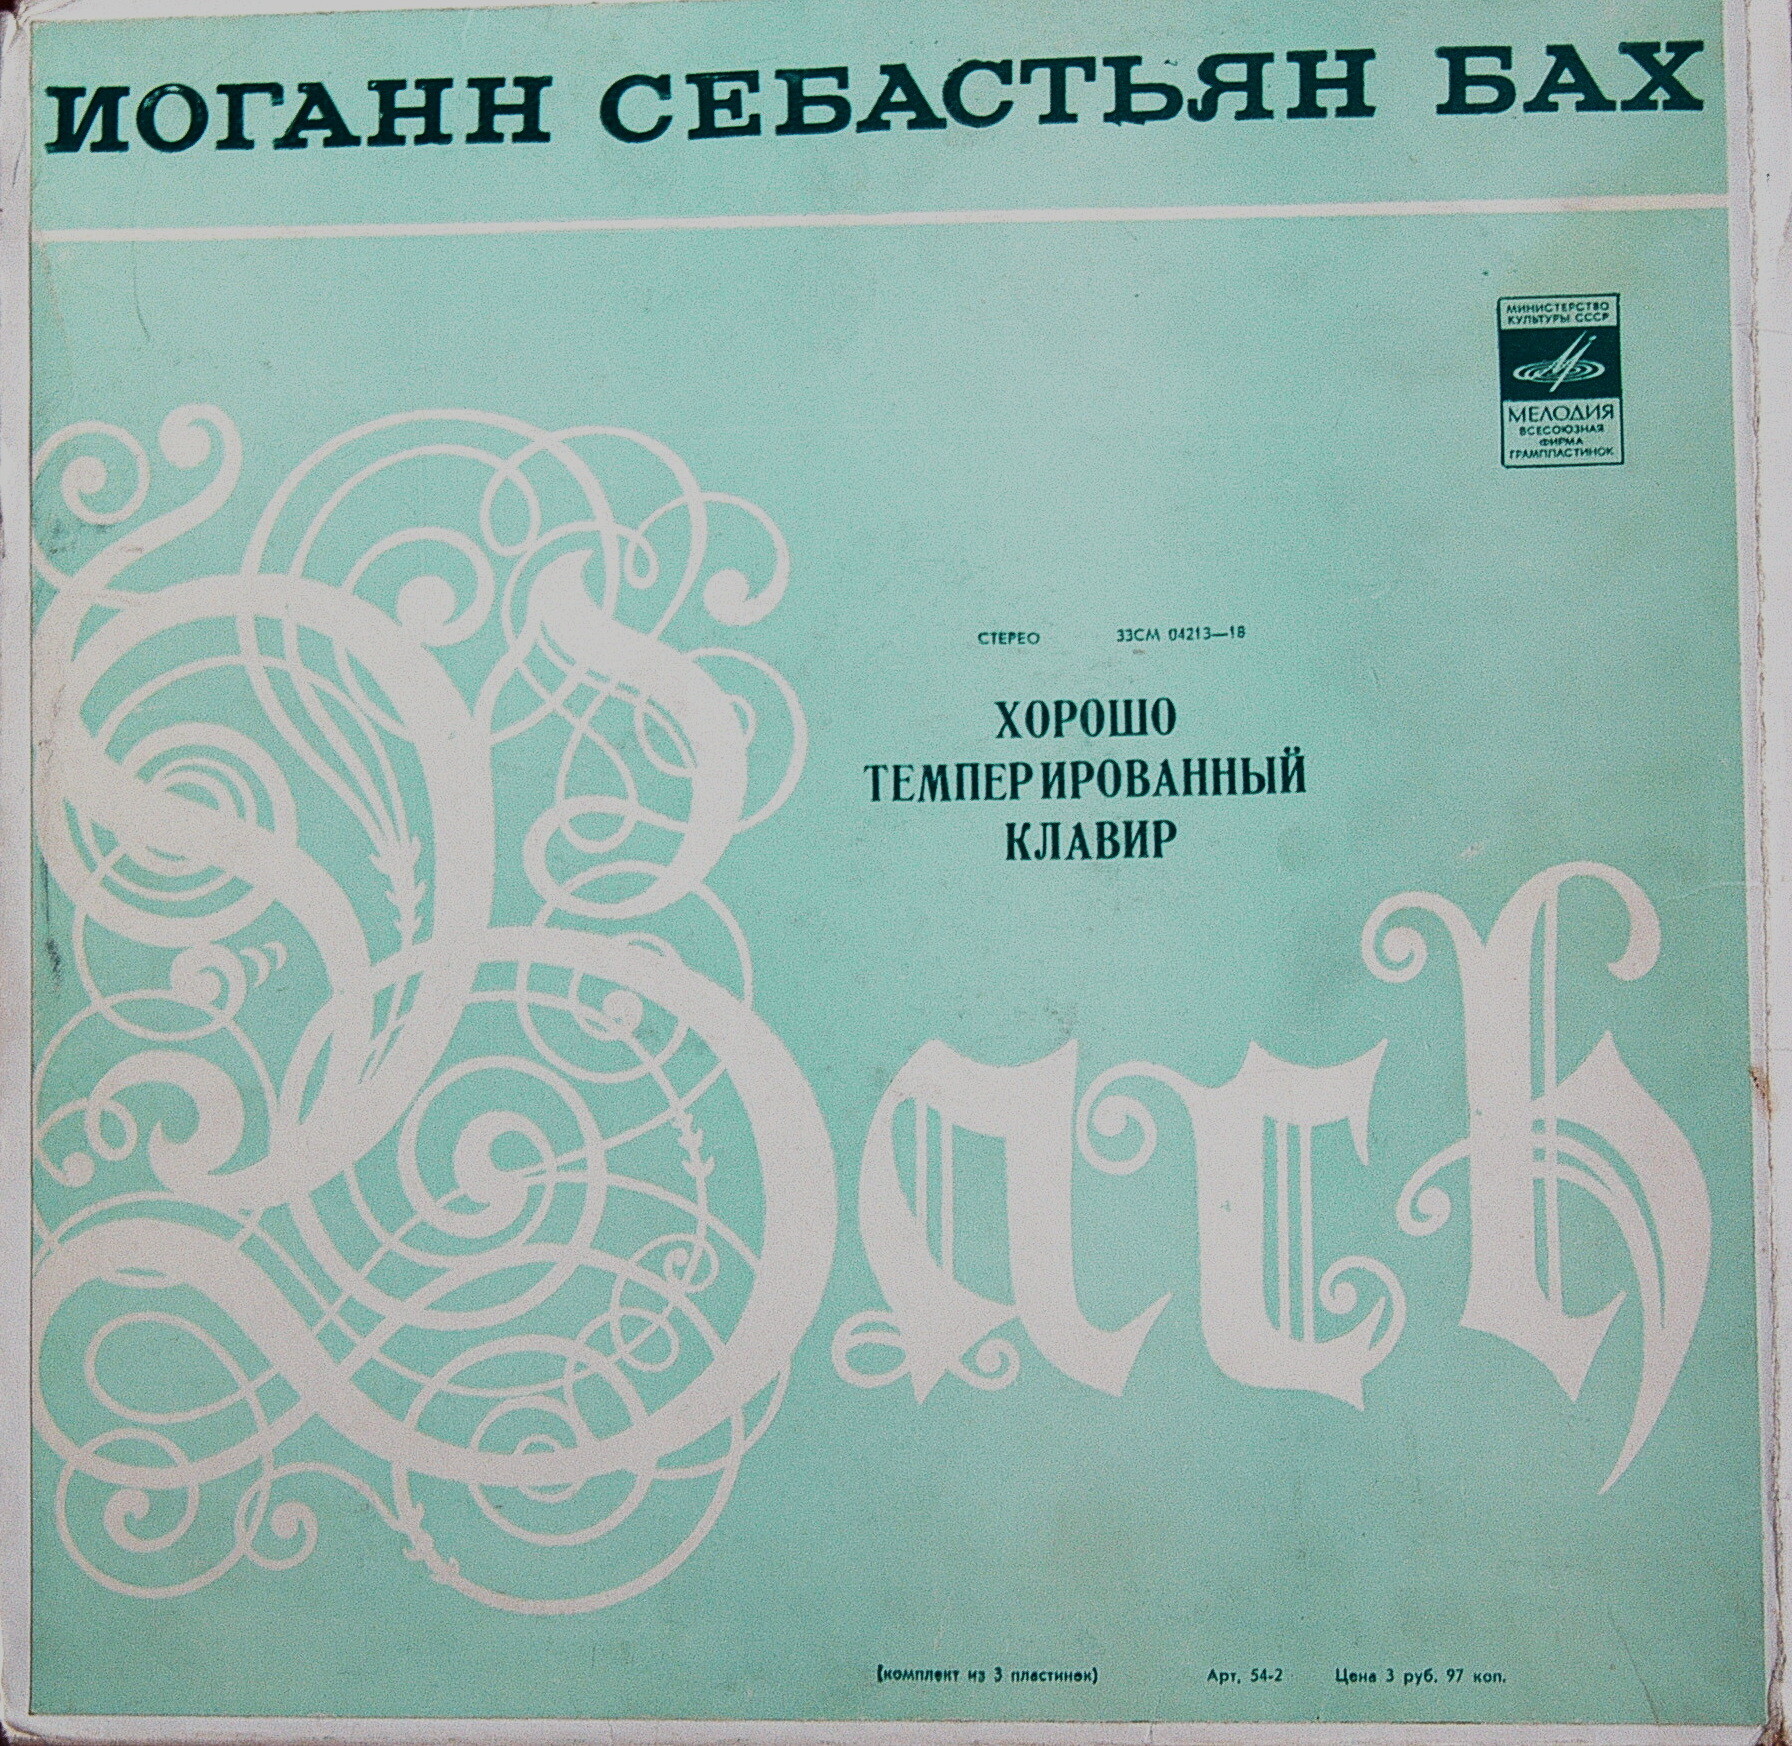 ИОГАНН СЕБАСТЬЯН БАХ
МИНИСТЕРСТВО
КУЛЬТУРЫ СССР
МЕЛОДИЯ
ВСЕСОЮЗНАЯ
ФИРМА
ГРАМПЛАСТИНОК
СТЕРЕО 33СМ 04213—18
ХОРОШО
ТЕМПЕРИРОВАННЫЙ
КЛАВИР
Bach
(комплект из 3 пластинок) Арт. 54-2 Цена 3 руб. 97 коп.